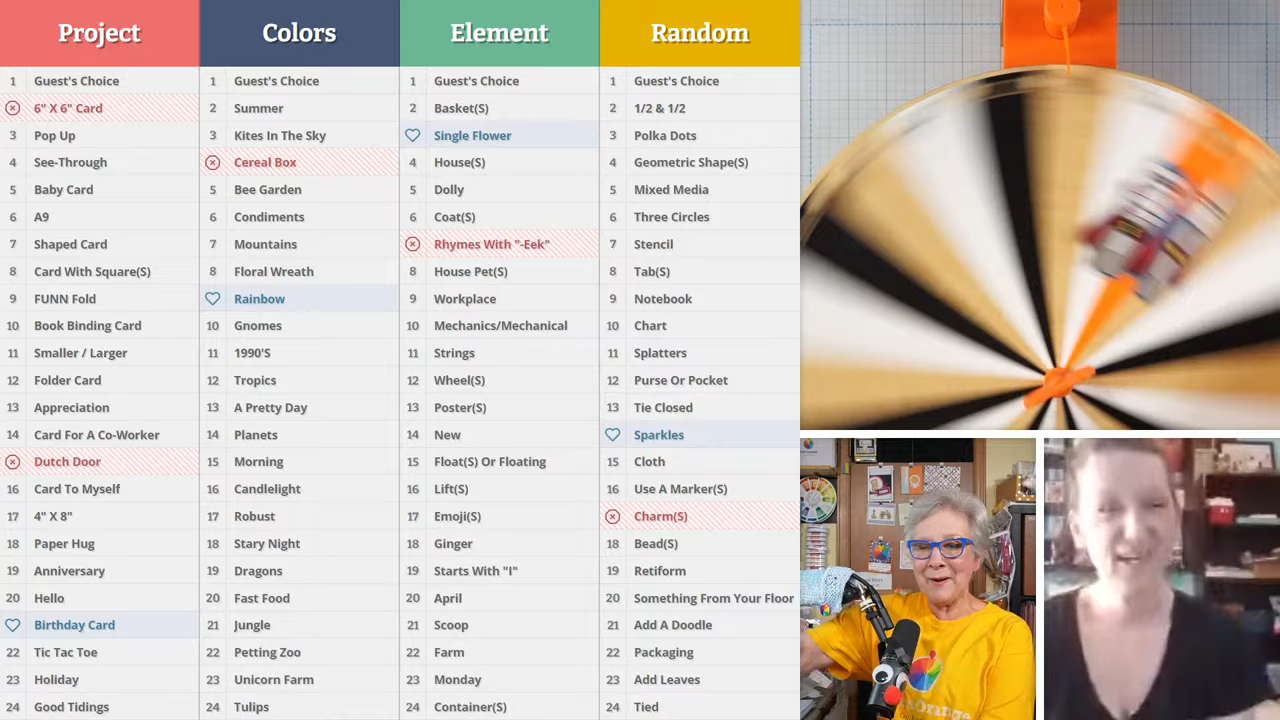 Project
1 Guest's Choice
6" X 6" Card
3 Pop Up
4 See-Through
5 Baby Card
6 A9
7 Shaped Card
8 Card With Square(S)
9 FUNN Fold
10 Book Binding Card
11 Smaller / Larger
12 Folder Card
13 Appreciation
14 Card For A Co-Worker
Dutch Door
16 Card To Myself
17 4" X 8"
18 Paper Hug
19 Anniversary
20 Hello
Birthday Card
22 Tic Tac Toe
23 Holiday
24 Good Tidings
Colors
1 Guest's Choice
2 Summer
3 Kites In The Sky
Cereal Box
5 Bee Garden
6 Condiments
7 Mountains
8 Floral Wreath
Rainbow
10 Gnomes
11 1990'S
12 Tropics
13 A Pretty Day
14 Planets
15 Morning
16 Candlelight
17 Robust
18 Stary Night
19 Dragons
20 Fast Food
21 Jungle
22 Petting Zoo
23 Unicorn Farm
24 Tulips
Element
1 Guest's Choice
2 Basket(S)
Single Flower
4 House(S)
5 Dolly
6 Coat(S)
Rhymes With "-Eek"
8 House Pet(S)
9 Workplace
10 Mechanics/Mechanical
11 Strings
12 Wheel(S)
13 Poster(S)
14 New
15 Float(S) Or Floating
16 Lift(S)
17 Emoji(S)
18 Ginger
19 Starts With "I"
20 April
21 Scoop
22 Farm
23 Monday
24 Container(S)
Random
1 Guest's Choice
2 1/2 & 1/2
3 Polka Dots
4 Geometric Shape(S)
5 Mixed Media
6 Three Circles
7 Stencil
8 Tab(S)
9 Notebook
10 Chart
11 Splatters
12 Purse Or Pocket
13 Tie Closed
Sparkles
15 Cloth
16 Use A Marker(S)
Charm(S)
18 Bead(S)
19 Retiform
20 Something From Your Floor
21 Add A Doodle
22 Packaging
23 Add Leaves
24 Tied